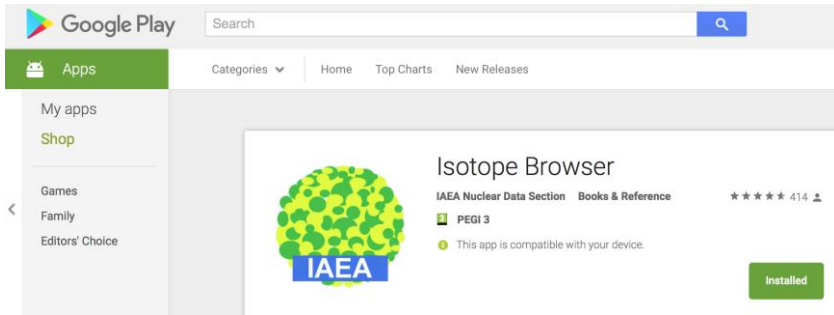 Google Play
Search
Apps
Categories
Home
Top Charts
New Releases
My apps
Shop
Games
Family
Editors' Choice
Isotope Browser
IAEA Nuclear Data Section Books & Reference
414
3 PEGI 3
This app is compatible with your device.
IAEA
Installed